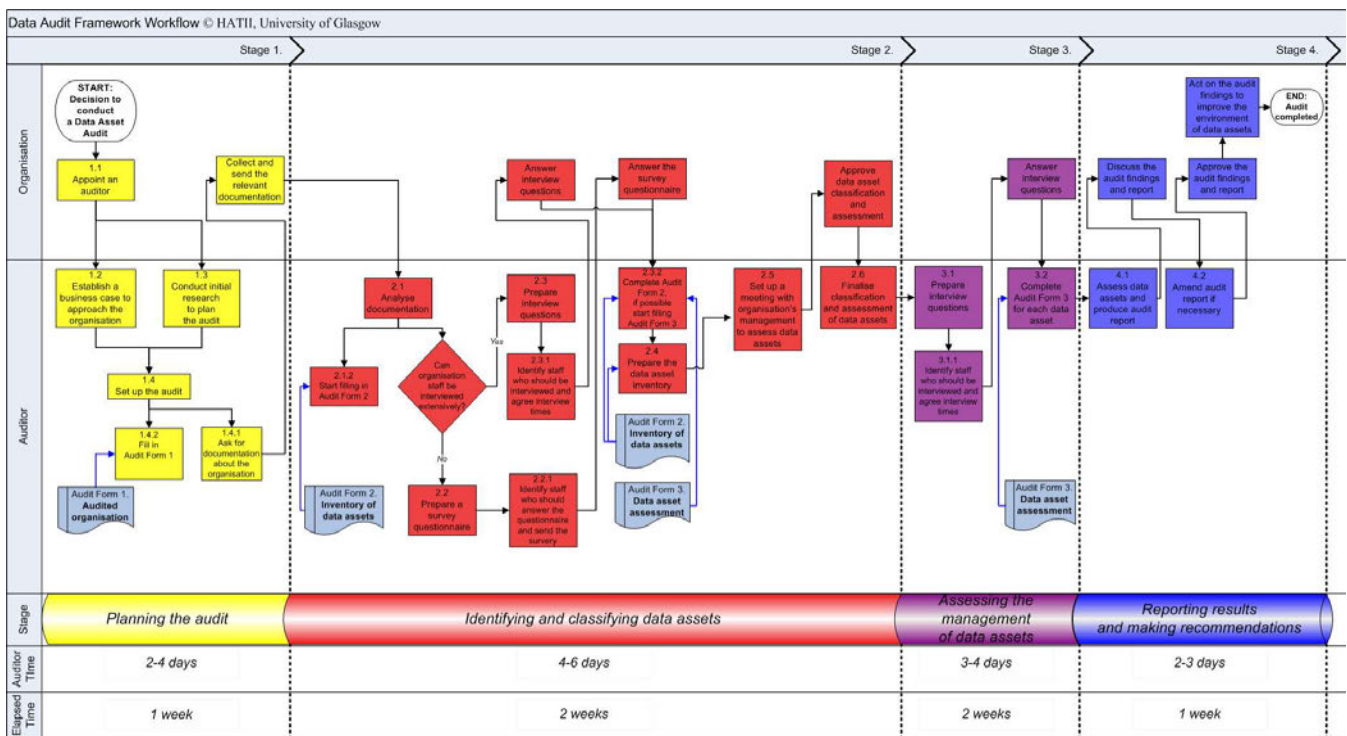 Data Audit Framework Workflow © HATII, University of Glasgow
Stage 1.
Stage 2.
Stage 3.
Stage 4.
Organisation
START:
Decision to
conduct
a Data Asset
Audit
1.1
Appoint an
auditor
Collect and
send the
relevant
documentation
Answer
interview
questions
Answer the
survey
questionnaire
Approve
data asset
classification
and
assessment
Answer
interview
questions
Discuss the
audit findings
and report
Approve the
audit findings
and report
Act on the audit
findings to
improve the
environment
of data assets
END:
Audit
completed
Auditor
1.2
Establish a
business case to
approach the
organisation
1.3
Conduct initial
research
to plan
the audit
1.4
Set up the audit
1.4.2
Fill in
Audit Form 1
1.4.1
Ask for
documentation
about the
organisation
Audit Form 1.
Audited
organisation
2.1
Analyse
documentation
2.1.2
Start filling in
Audit Form 2
Can
organisation
staff be
interviewed
extensively?
Yes
No
2.3
Prepare
interview
questions
2.3.1
Identify staff
who should be
interviewed and
agree interview
times
Audit Form 2.
Inventory of
data assets
2.2
Prepare a
survey
questionnaire
2.2.1
Identify staff
who should
answer the
questionnaire
and send the
survery
2.3.2
Complete Audit
Form 2,
if possible
start filling
Audit Form 3
2.4
Prepare the
data asset
inventory
Audit Form 2.
Inventory of
data assets
Audit Form 3.
Data asset
assessment
2.5
Set up a
meeting with
organisation's
management
to assess data
assets
2.6
Finalise
classification
and assessment
of data assets
3.1
Prepare
interview
questions
3.1.1
Identify staff
who should be
interviewed and
agree interview
times
3.2
Complete
Audit Form 3
for each data
asset
Audit Form 3.
Data asset
assessment
4.1
Assess data
assets and
produce audit
report
4.2
Amend audit
report if
necessary
Stage
Planning the audit
Identifying and classifying data assets
Assessing the
management
of data assets
Reporting results
and making recommendations
Auditor
Time
2-4 days
4-6 days
3-4 days
2-3 days
Elapsed
Time
1 week
2 weeks
2 weeks
1 week